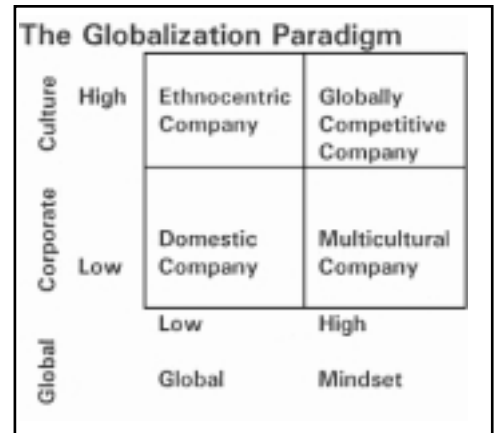 The Globalization Paradigm
Global Corporate Culture
High
Ethnocentric
Company
Globally
Competitive
Company
Low
Domestic
Company
Multicultural
Company
Low
High
Global
Mindset